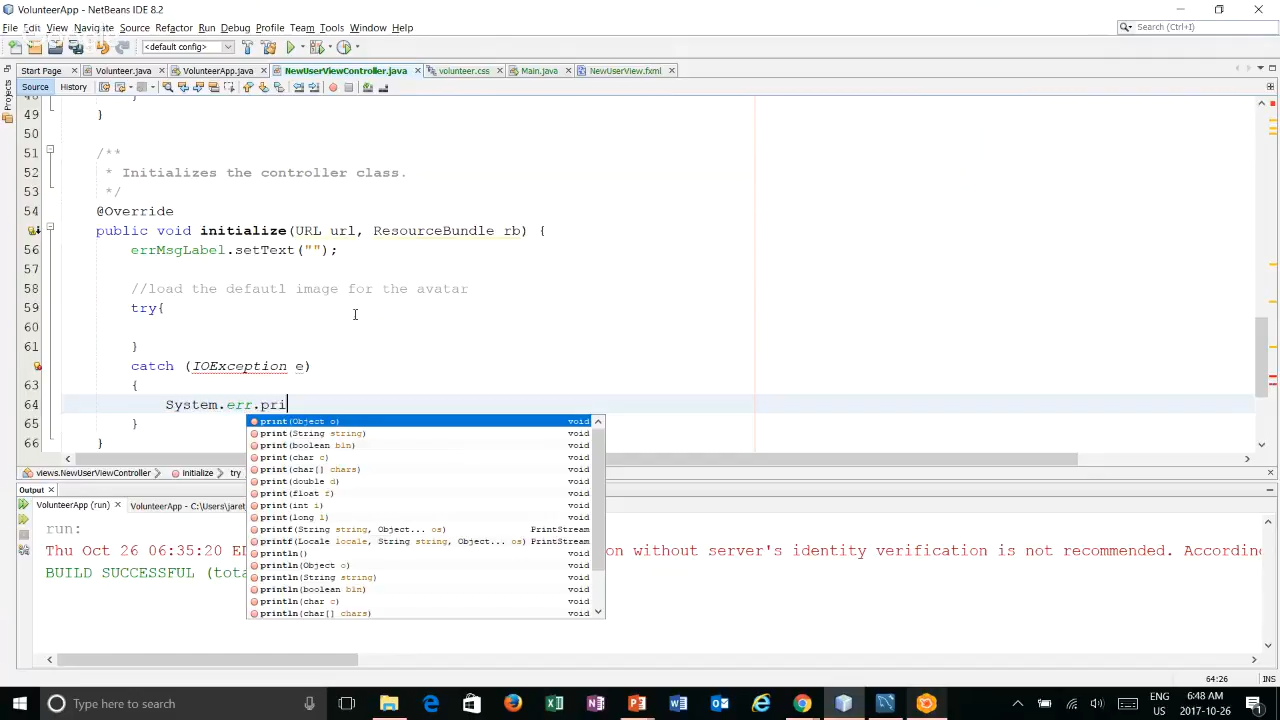 VolunteerApp - NetBeans IDE 8.2
File Edit View Navigate Source Refactor Run Debug Profile Team Tools Window Help
Search (Ctrl+I)
<default config>
Start Page Volunteer.java VolunteerApp.java NewUserViewController.java volunteer.css Main.java NewUserView.fxml
Source History
Projects
48 }
49 }
50
51 /**
52 * Initializes the controller class.
53 */
54 @Override
public void initialize(URL url, ResourceBundle rb) {
56 errMsgLabel.setText("");
57
58 //load the defautl image for the avatar
59 try{
60
61 }
catch (IOException e)
63 {
64 System.err.pri
65 }
66 }
print(Object o) void
print(String string) void
print(boolean bln) void
print(char c) void
print(char[] chars) void
print(double d) void
print(float f) void
print(int i) void
print(long l) void
printf(String string, Object... os) PrintStream
printf(Locale locale, String string, Object... os) PrintStream
println() void
println(Object o) void
println(String string) void
println(boolean bln) void
println(char c) void
println(char[] chars) void
views.NewUserViewController initialize try
Output
VolunteerApp (run) VolunteerApp - C:\Users\jaret
run:
Thu Oct 26 06:35:20 ED on without server's identity verification is not recommended. According
BUILD SUCCESSFUL (tota
64:26 INS
Type here to search
ENG 6:48 AM
US 2017-10-26